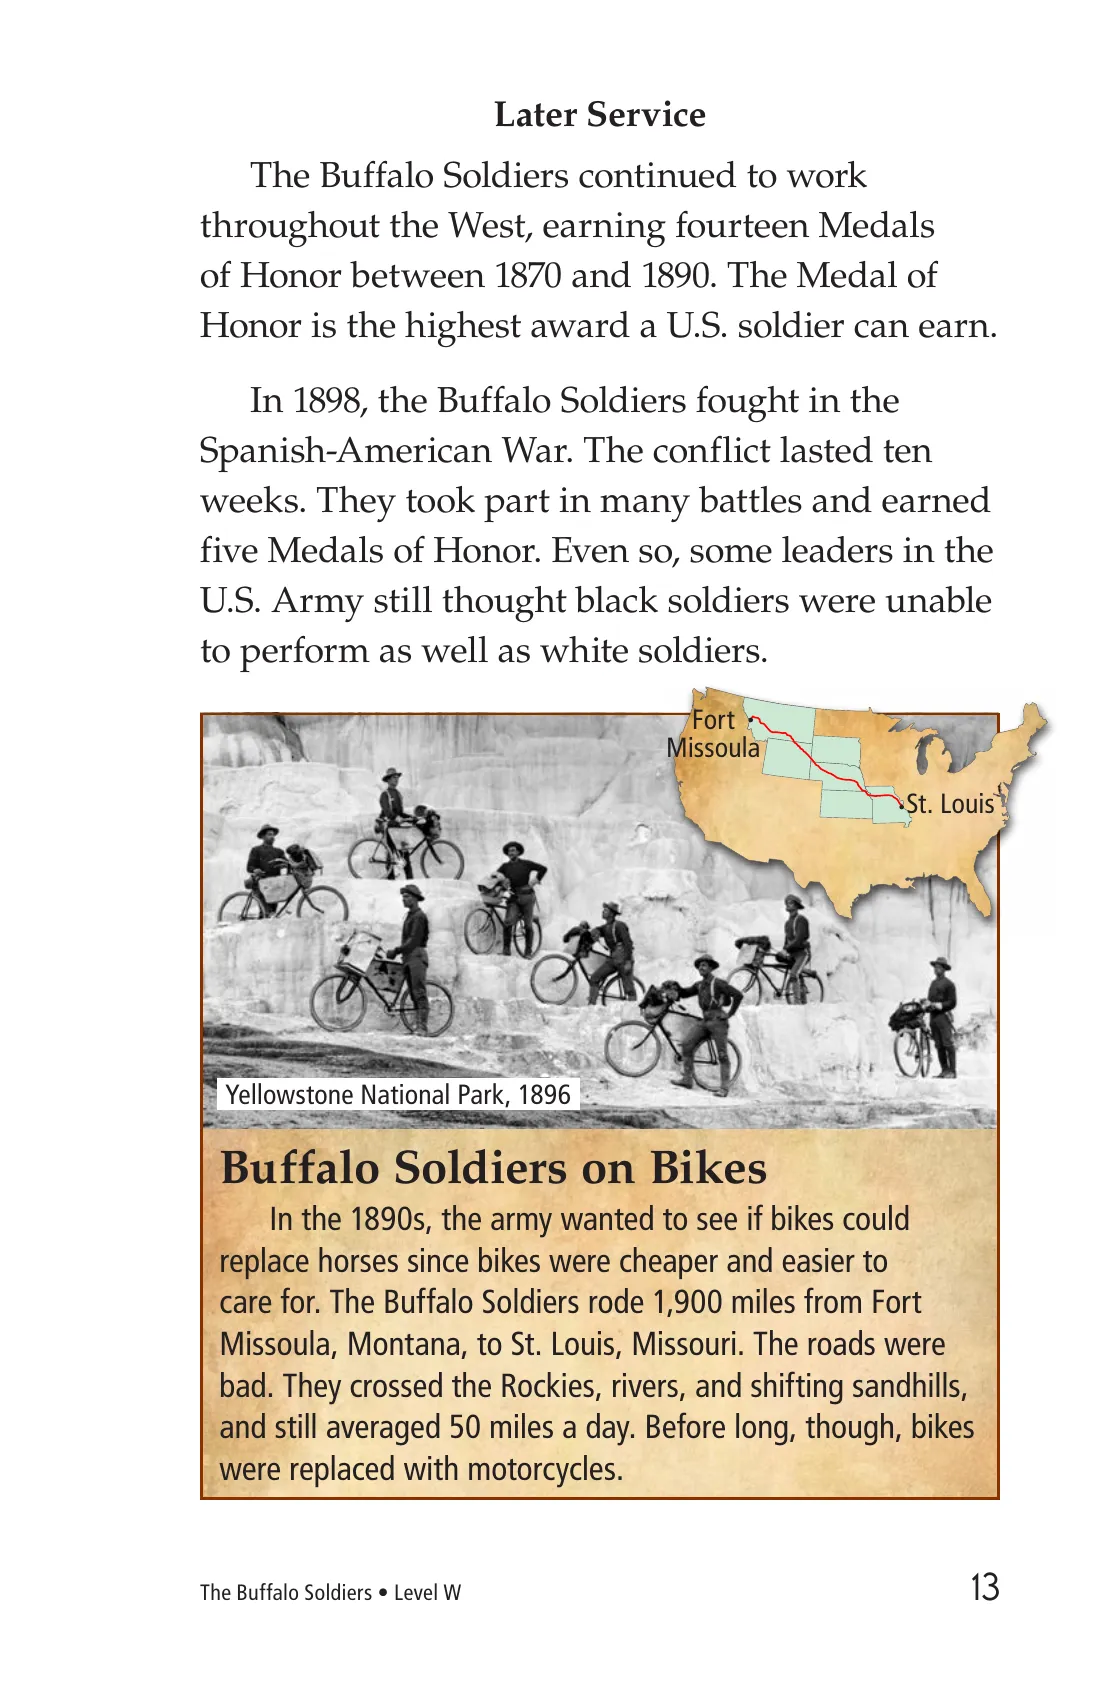 Later Service
The Buffalo Soldiers continued to work
throughout the West, earning fourteen Medals
of Honor between 1870 and 1890. The Medal of
Honor is the highest award a U.S. soldier can earn.
In 1898, the Buffalo Soldiers fought in the
Spanish-American War. The conflict lasted ten
weeks. They took part in many battles and earned
five Medals of Honor. Even so, some leaders in the
U.S. Army still thought black soldiers were unable
to perform as well as white soldiers.
Fort
Missoula
St. Louis
Yellowstone National Park, 1896
Buffalo Soldiers on Bikes
In the 1890s, the army wanted to see if bikes could
replace horses since bikes were cheaper and easier to
care for. The Buffalo Soldiers rode 1,900 miles from Fort
Missoula, Montana, to St. Louis, Missouri. The roads were
bad. They crossed the Rockies, rivers, and shifting sandhills,
and still averaged 50 miles a day. Before long, though, bikes
were replaced with motorcycles.
The Buffalo Soldiers • Level W
13